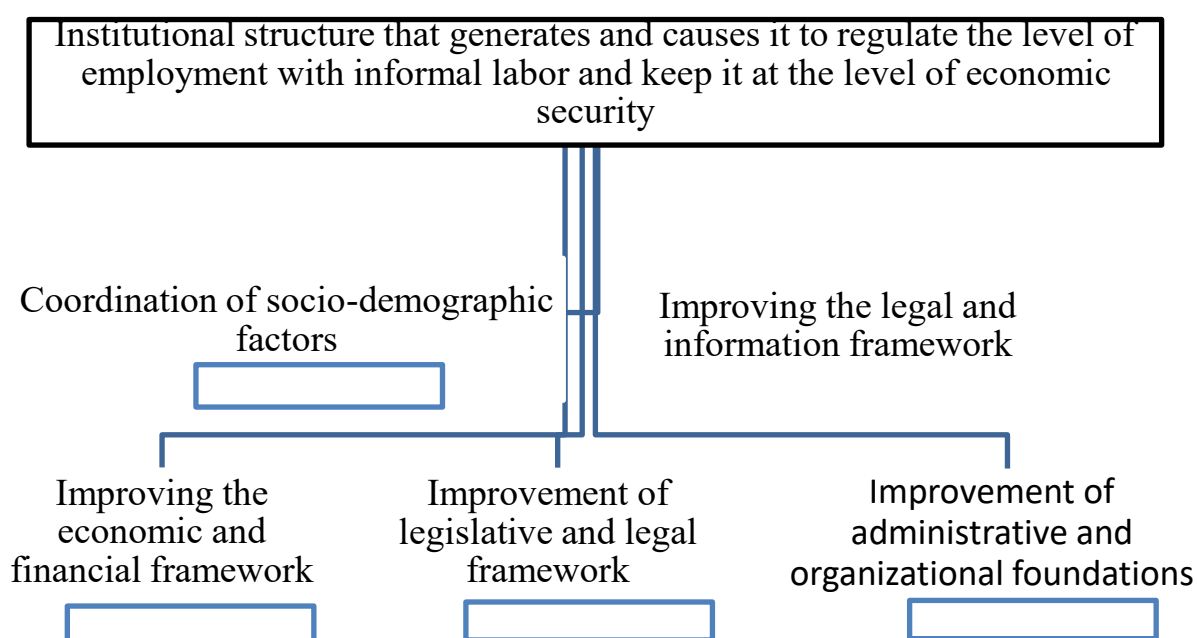 Institutional structure that generates and causes it to regulate the level of
employment with informal labor and keep it at the level of economic
security
Coordination of socio-demographic
factors
Improving the legal and
information framework
Improving the
economic and
financial framework
Improvement of
legislative and legal
framework
Improvement of
administrative and
organizational foundations